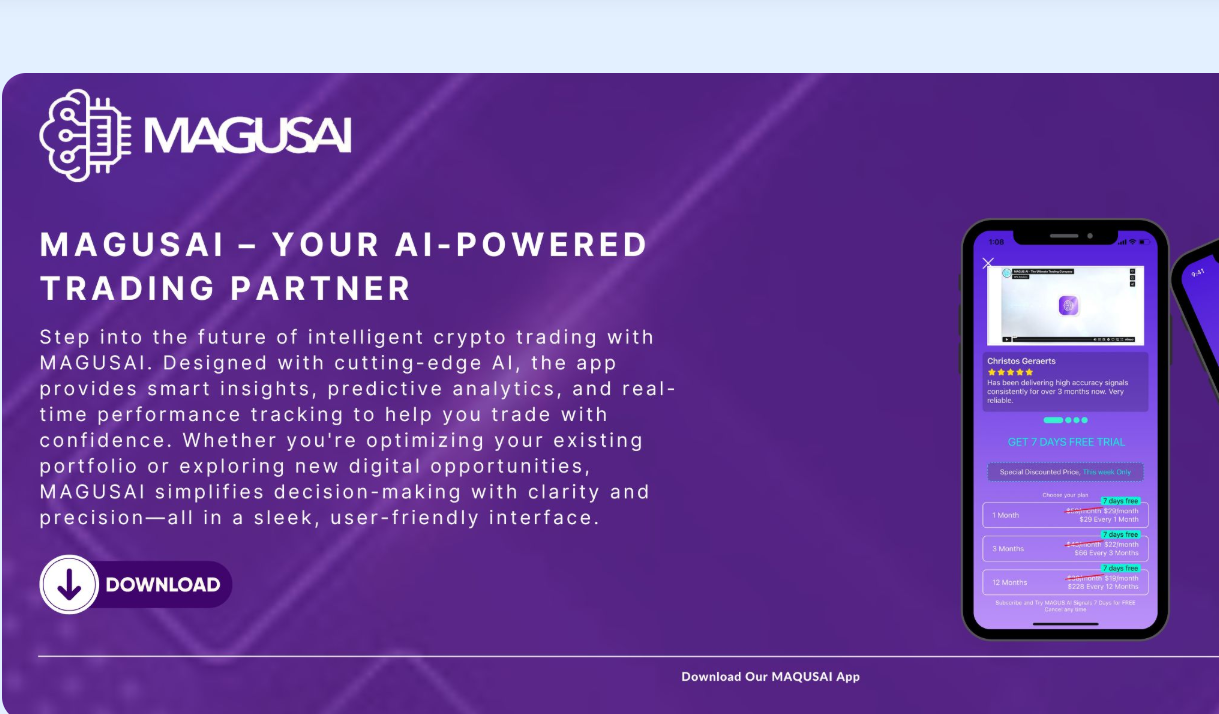 MAGUSAI
MAGUSAI – YOUR AI-POWERED
TRADING PARTNER
Step into the future of intelligent crypto trading with
MAGUSAI. Designed with cutting-edge AI, the app
provides smart insights, predictive analytics, and real-
time performance tracking to help you trade with
confidence. Whether you're optimizing your existing
portfolio or exploring new digital opportunities,
MAGUSAI simplifies decision-making with clarity and
precision—all in a sleek, user-friendly interface.
DOWNLOAD
1:08
Christos Geraerts
Has been delivering high accuracy signals
consistently for over 3 months now. Very
reliable.
GET 7 DAYS FREE TRIAL
Special Discounted Price, This week Only
Choose your plan
7 days free
1 Month
$29/month
$29 Every 1 Month
7 days free
3 Months
$22/month
$66 Every 3 Months
7 days free
12 Months
$19/month
$228 Every 12 Months
Subscribe and Try MAGUS AI Signals 7 Days for FREE
Cancel any time
9:41
Download Our MAQUSAI App